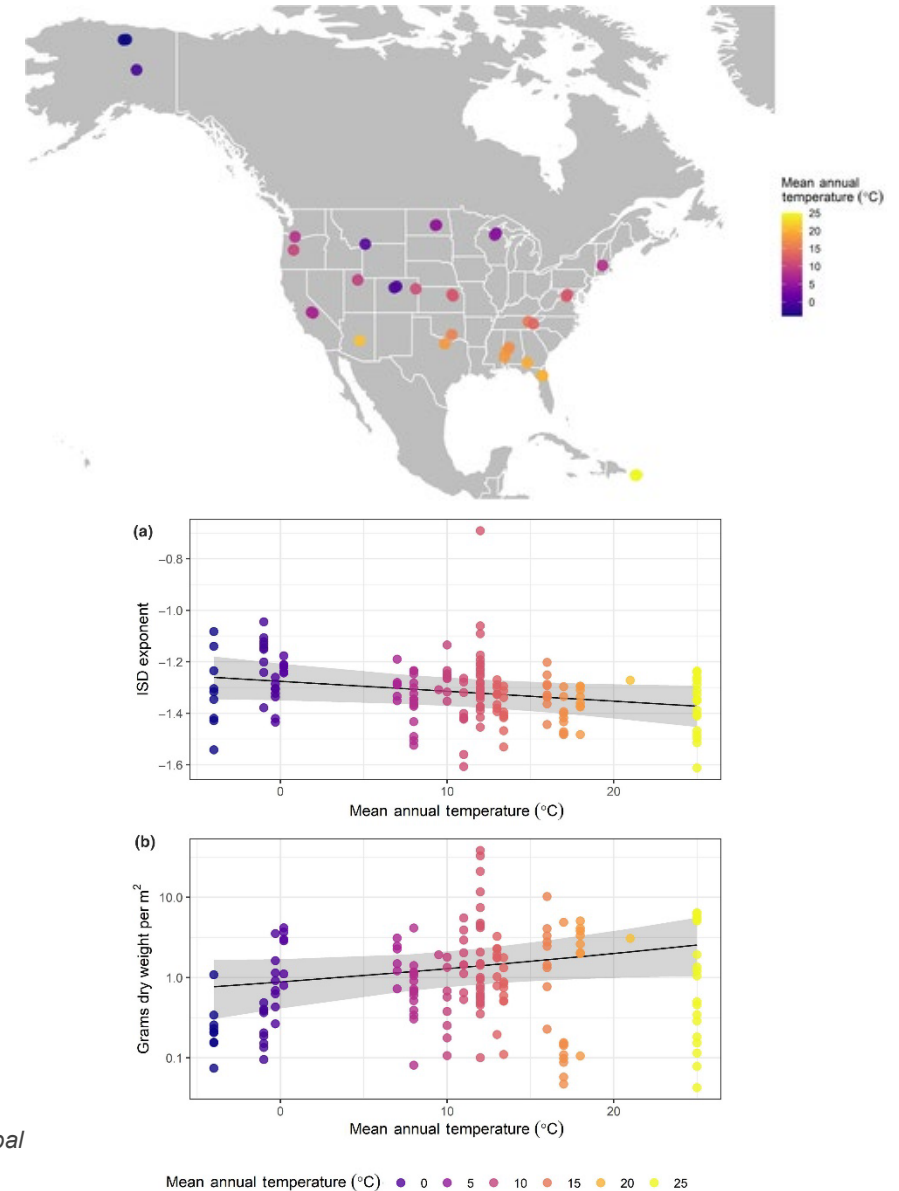 Mean annual
temperature (°C)
25
20
15
10
5
0
(a)
ISD exponent
−0.8
−1.0
−1.2
−1.4
−1.6
0
10
20
Mean annual temperature (°C)
(b)
Grams dry weight per m²
10.0
1.0
0.1
0
10
20
Mean annual temperature (°C)
Mean annual temperature (°C) 0 5 10 15 20 25